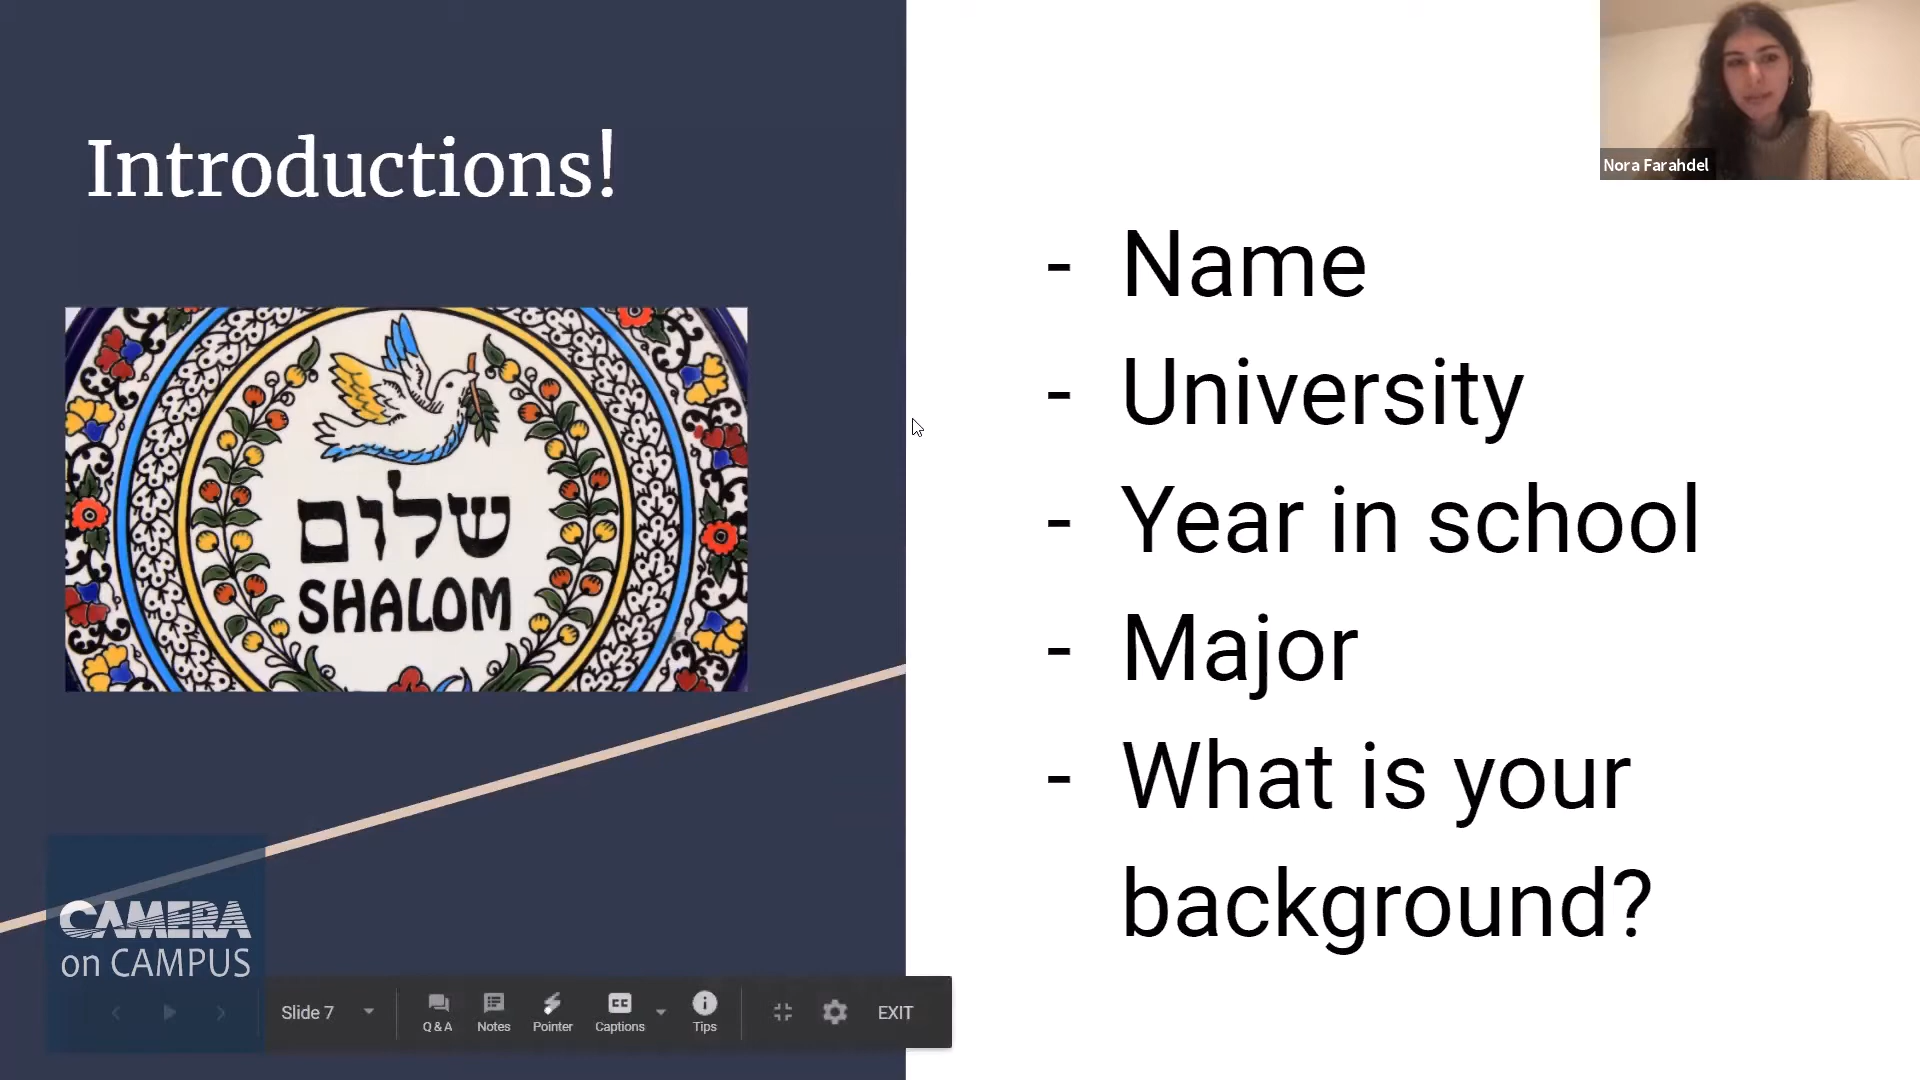 Introductions!
שלום
SHALOM
CAMERA
on CAMPUS
Nora Farahdel
- Name
- University
- Year in school
- Major
- What is your
background?
Slide 7
Q & A
Notes
Pointer
CC
Captions
Tips
EXIT